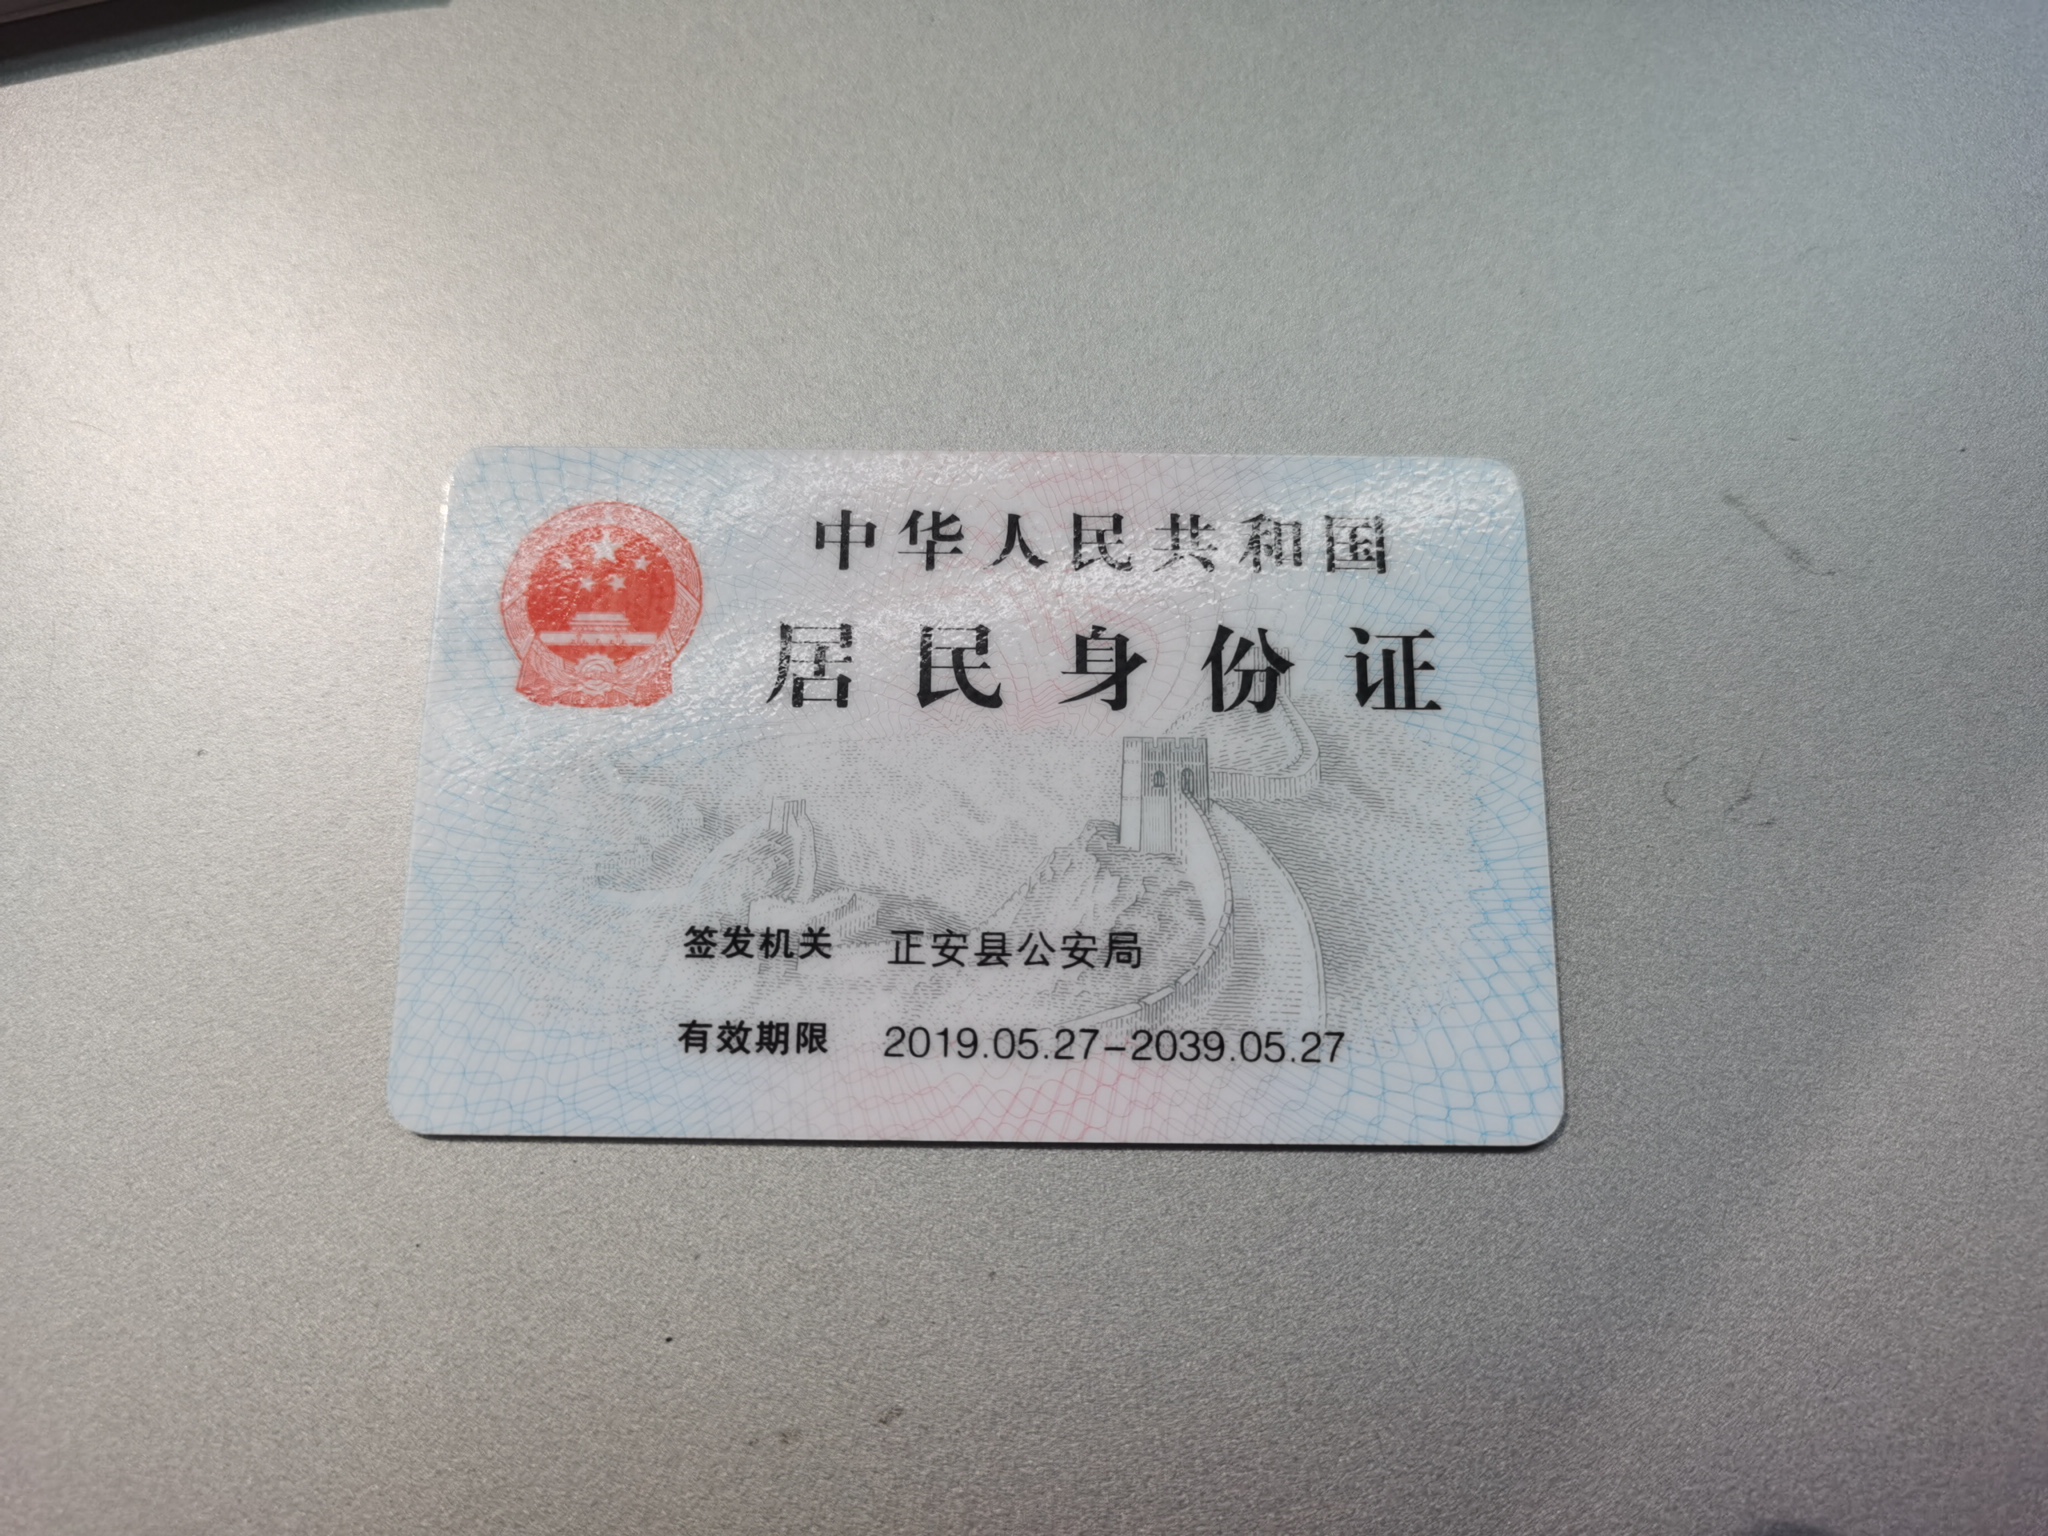 中华人民共和国
居民身份证
签发机关 正安县公安局
有效期限 2019.05.27-2039.05.27